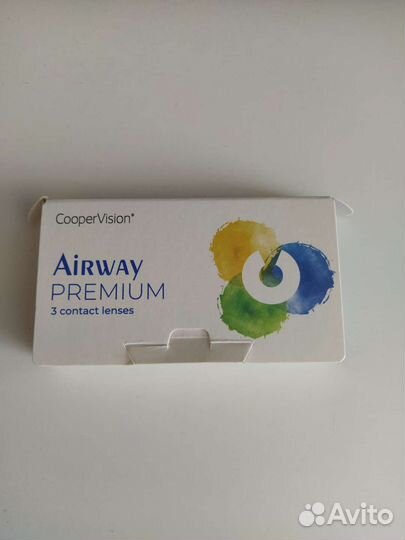 CooperVision®
AIRWAY
PREMIUM
3 contact lenses
Avito